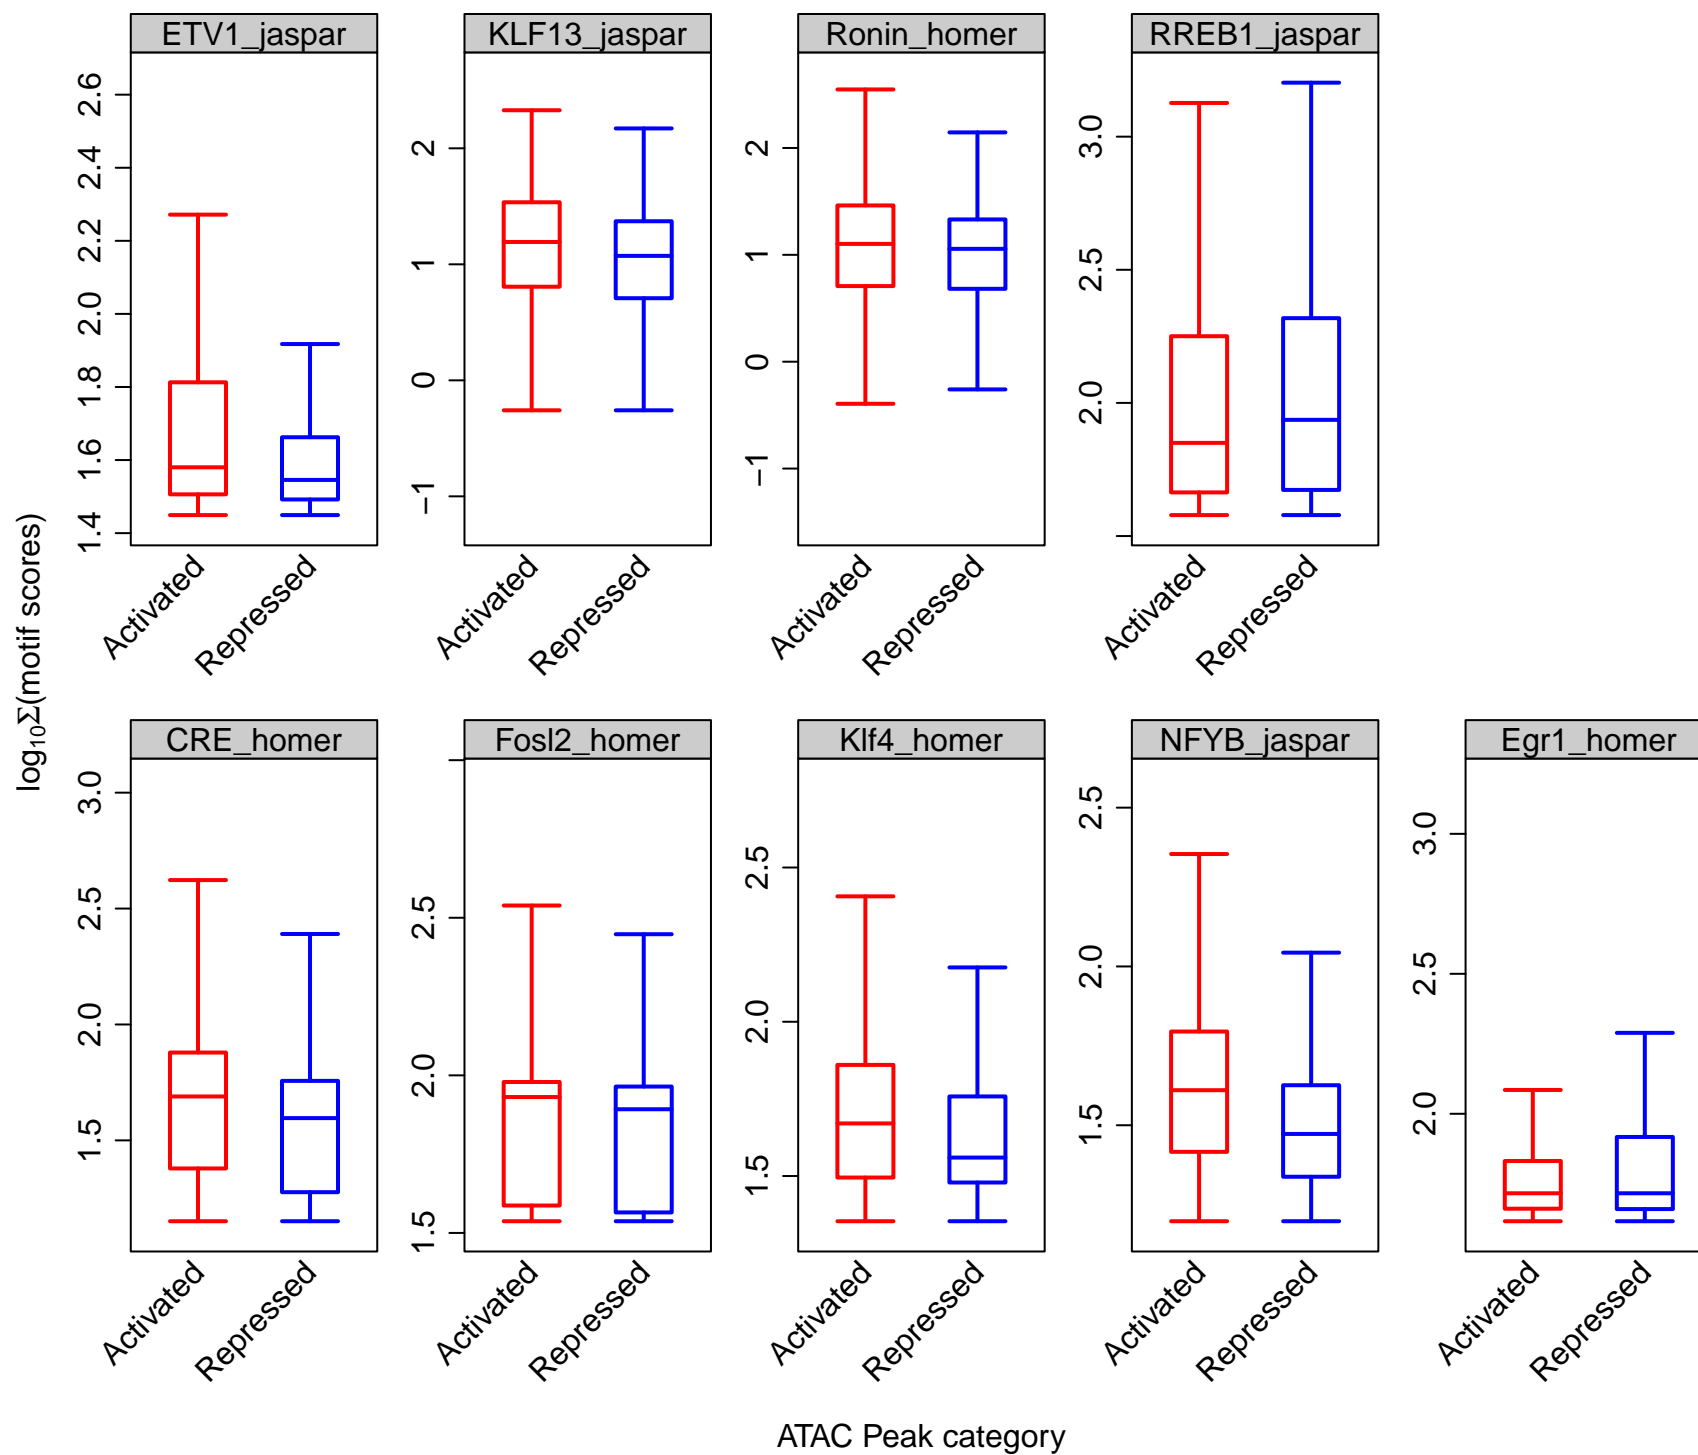 ETV1_jaspar KLF13_jaspar Ronin_homer RREB1_jaspar
1.4 1.6 1.8 2.0 2.2 2.4 2.6
−1 0 1 2
−1 0 1 2
2.0 2.5 3.0
Activated Repressed Activated Repressed Activated Repressed Activated Repressed
log10Σ(motif scores)
CRE_homer Fosl2_homer Klf4_homer NFYB_jaspar Egr1_homer
1.5 2.0 2.5 3.0
1.5 2.0 2.5
1.5 2.0 2.5
1.5 2.0 2.5
2.0 2.5 3.0
Activated Repressed Activated Repressed Activated Repressed Activated Repressed Activated Repressed
ATAC Peak category